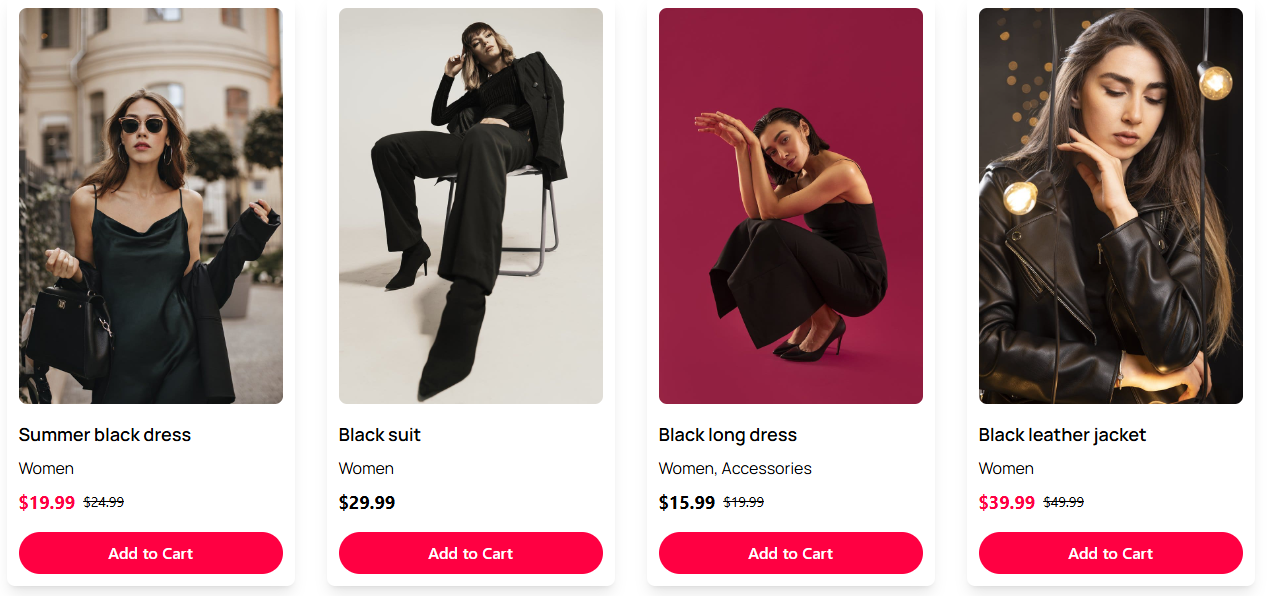 Summer black dress
Women
$19.99 $24.99
Add to Cart
Black suit
Women
$29.99
Add to Cart
Black long dress
Women, Accessories
$15.99 $19.99
Add to Cart
Black leather jacket
Women
$39.99 $49.99
Add to Cart